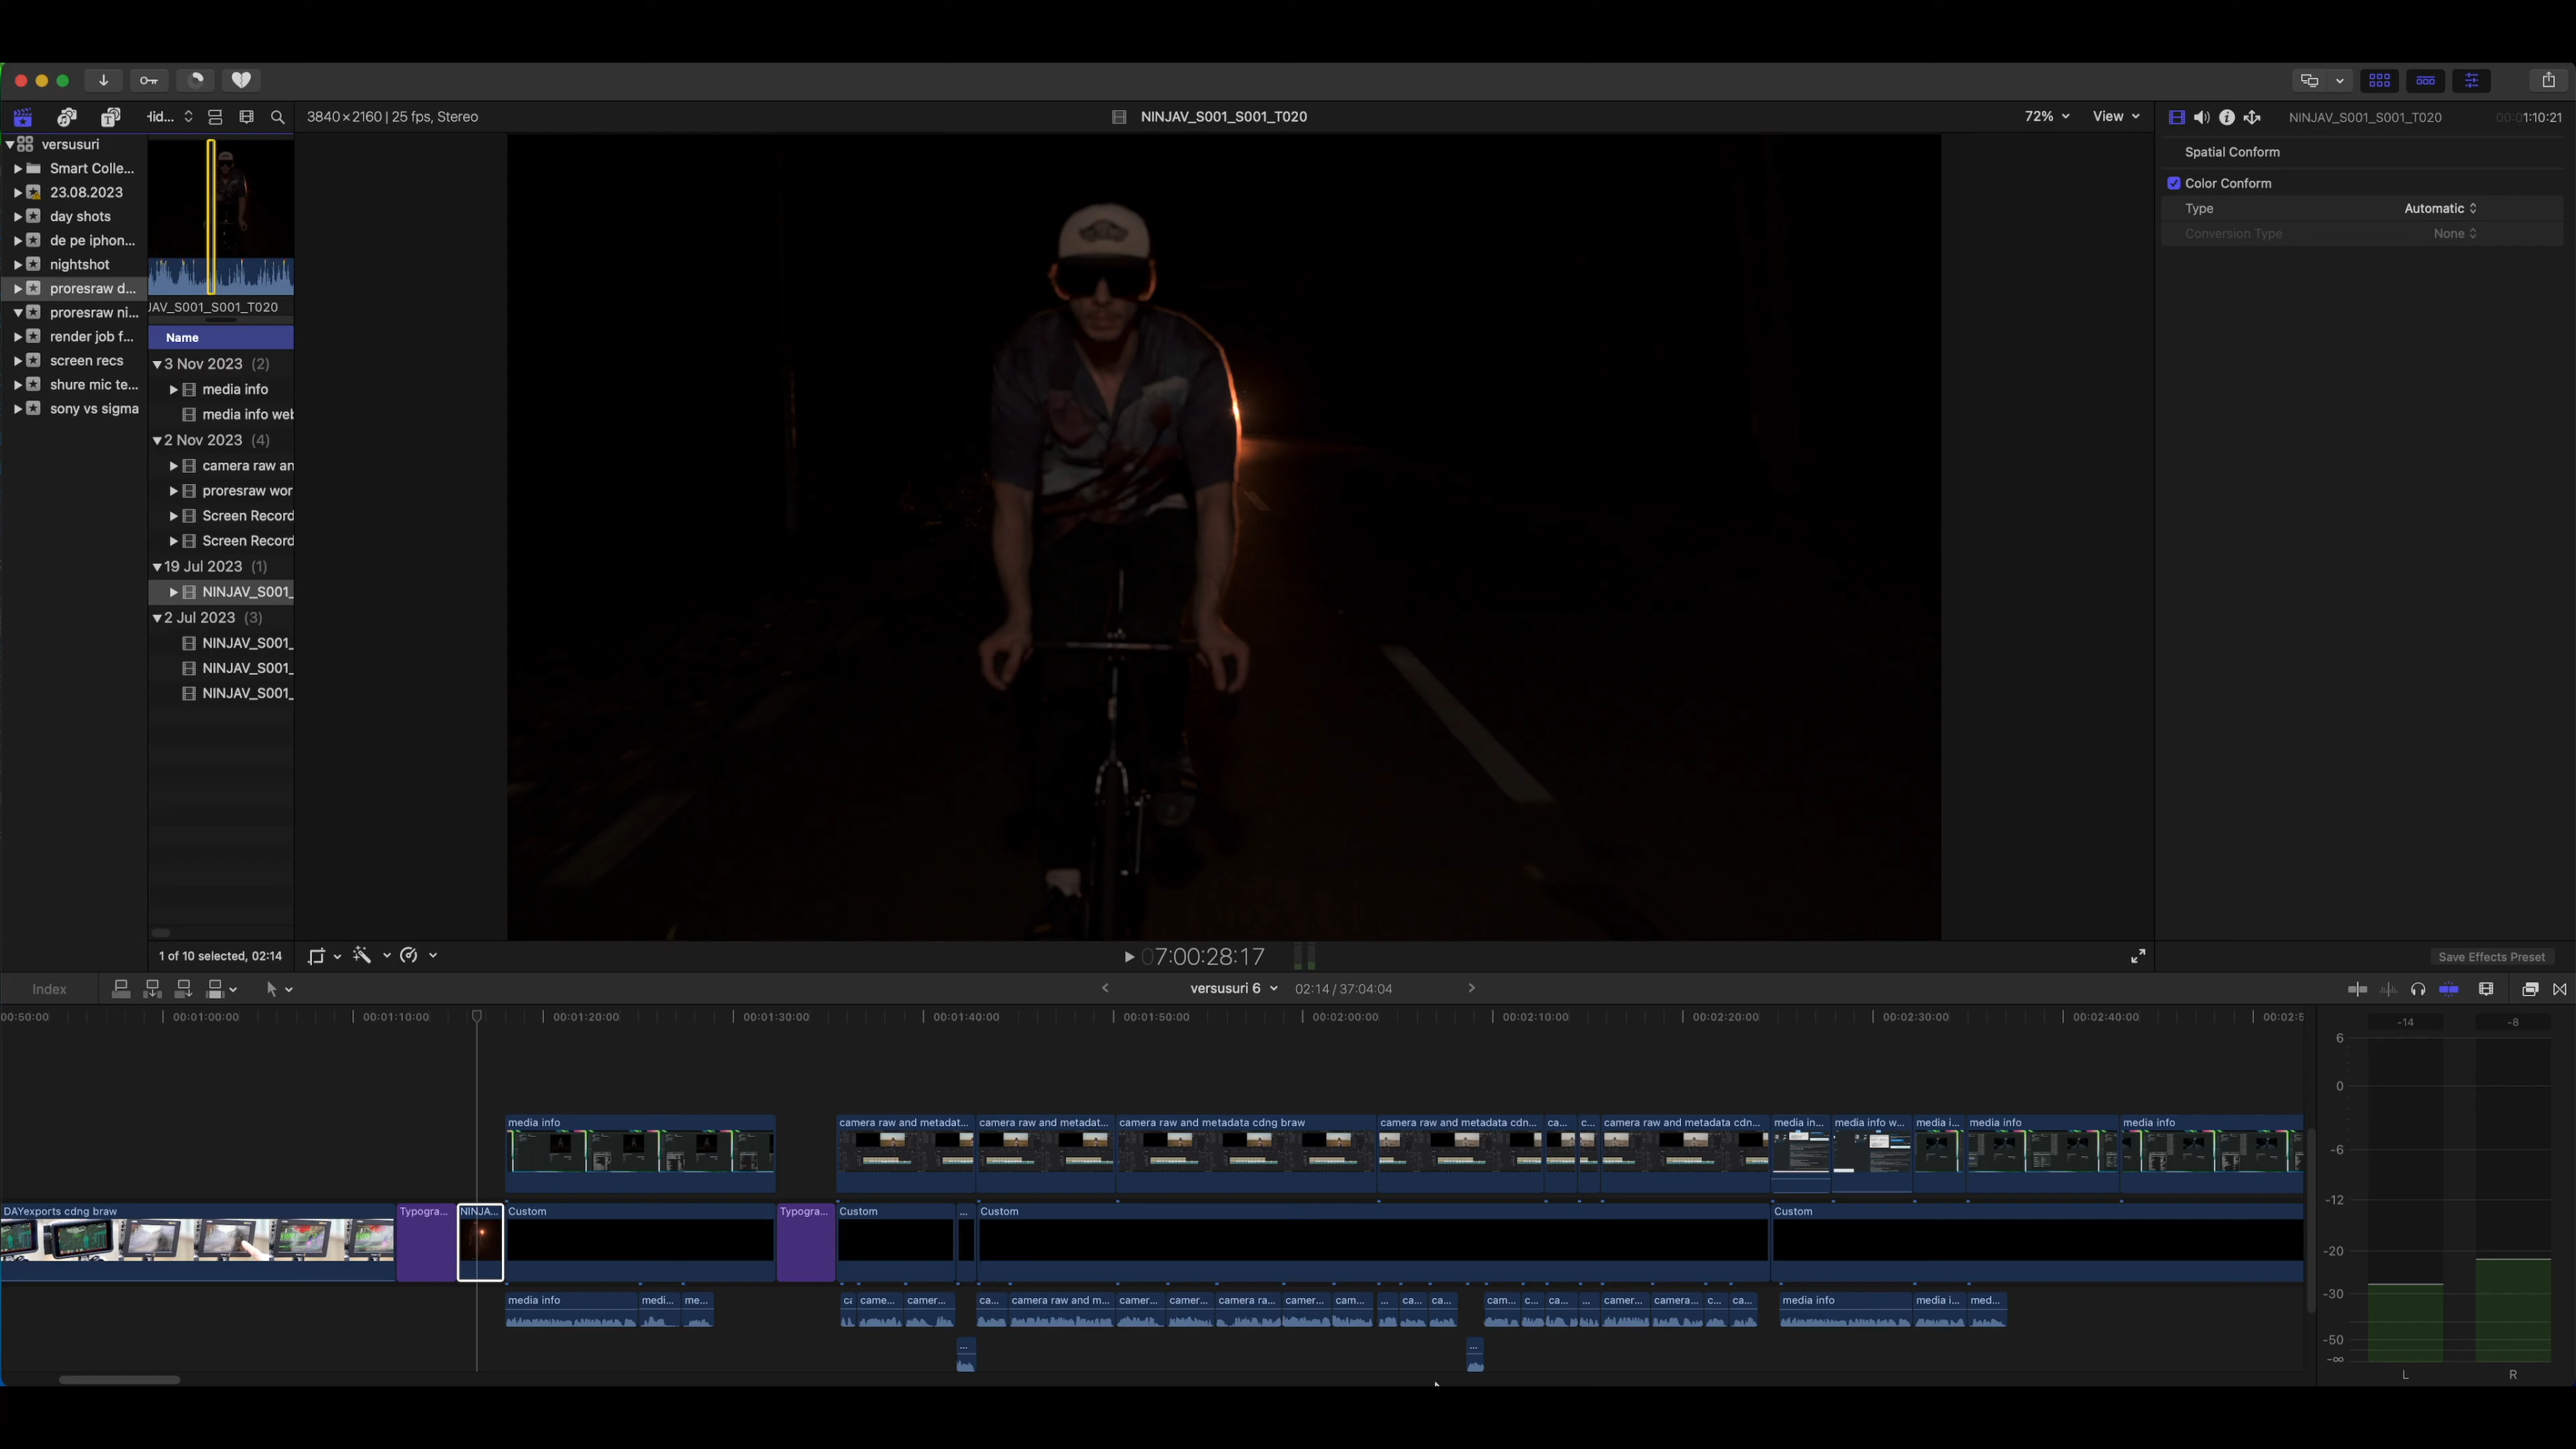 Hid...
3840×2160 | 25 fps, Stereo
NINJAV_S001_S001_T020
72%
View
NINJAV_S001_S001_T020
00:01:10:21
versusuri
Smart Colle...
23.08.2023
day shots
de pe iphon...
nightshot
proresraw d...
proresraw ni...
render job f...
screen recs
shure mic te...
sony vs sigma
JAV_S001_S001_T020
Name
3 Nov 2023 (2)
media info
media info web
2 Nov 2023 (4)
camera raw an
proresraw wor
Screen Record
Screen Record
19 Jul 2023 (1)
NINJAV_S001_
2 Jul 2023 (3)
NINJAV_S001_
NINJAV_S001_
NINJAV_S001_
Spatial Conform
Color Conform
Type
Automatic
Conversion Type
None
1 of 10 selected, 02:14
07:00:28:17
Save Effects Preset
Index
versusuri 6
02:14 / 37:04:04
00:50:00
00:01:00:00
00:01:10:00
00:01:20:00
00:01:30:00
00:01:40:00
00:01:50:00
00:02:00:00
00:02:10:00
00:02:20:00
00:02:30:00
00:02:40:00
00:02:5
media info
camera raw and metadat...
camera raw and metadat...
camera raw and metadata cdng braw
camera raw and metadata cdn...
ca...
c...
camera raw and metadata cdn...
media in...
media info w...
media i...
media info
media info
DAYexports cdng braw
Typogra...
NINJA...
Custom
Typogra...
Custom
...
Custom
Custom
media info
medi...
me...
ca
came...
camer...
ca...
camera raw and m...
camer...
camer...
camera ra...
camer...
cam...
...
ca...
ca...
cam...
c...
ca...
...
camer...
camera...
c...
ca...
media info
media i...
med...
...
...
-14
-8
6
0
-6
-12
-20
-30
-50
-∞
L
R